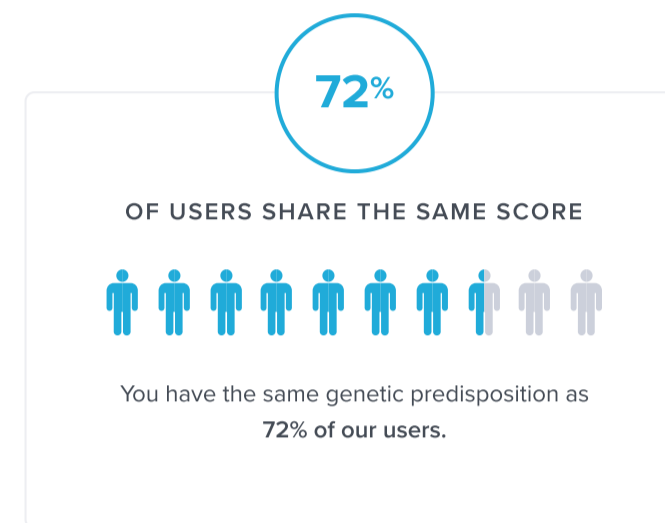 72%
OF USERS SHARE THE SAME SCORE
You have the same genetic predisposition as
72% of our users.